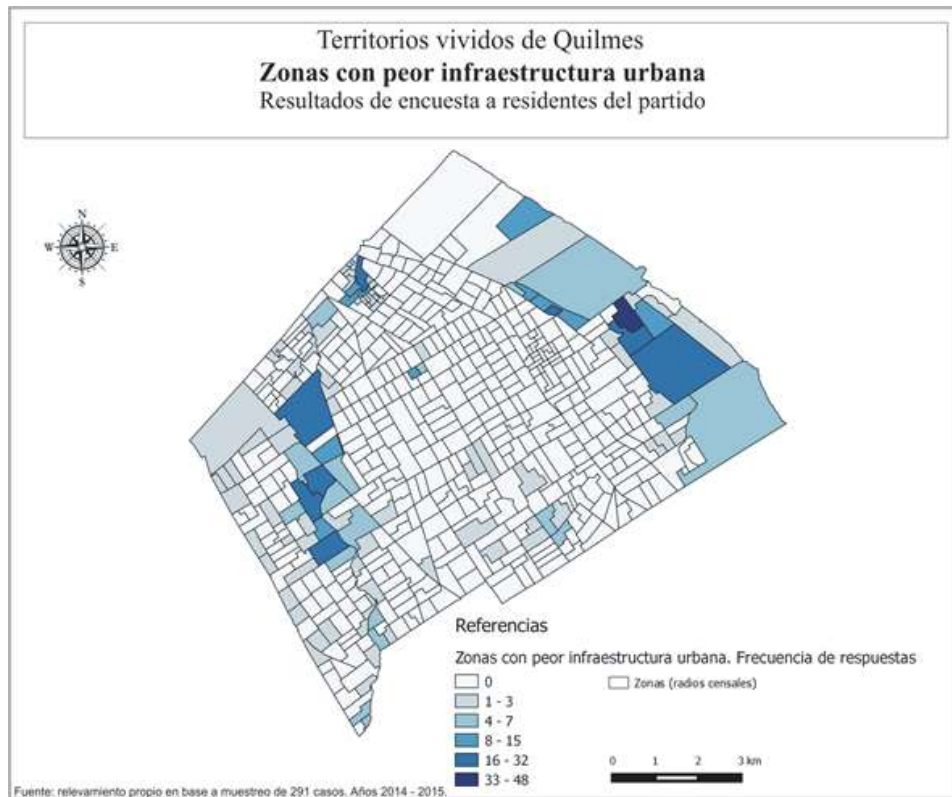 Territorios vividos de Quilmes
Zonas con peor infraestructura urbana
Resultados de encuesta a residentes del partido
N
W
E
S
Referencias
Zonas con peor infraestructura urbana. Frecuencia de respuestas
0
Zonas (radios censales)
1 - 3
4 - 7
8 - 15
16 - 32
33 - 48
0 1 2 3 km
Fuente: relevamiento propio en base a muestreo de 291 casos. Años 2014 - 2015.